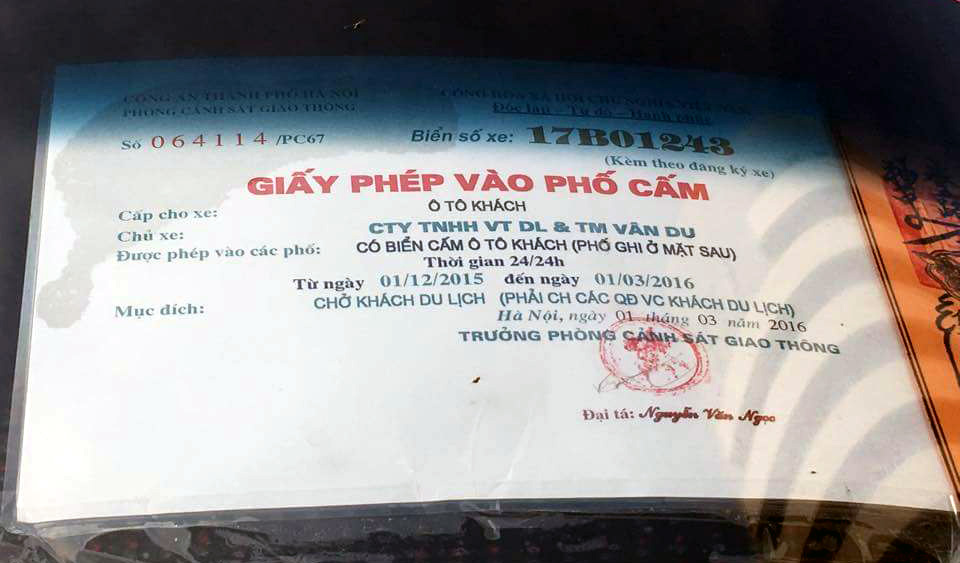 CÔNG AN THÀNH PHỐ HÀ NỘI
PHÒNG CẢNH SÁT GIAO THÔNG
CỘNG HÒA XÃ HỘI CHỦ NGHĨA VIỆT NAM
Độc lập - Tự do - Hạnh phúc
Số 064114 /PC67
Biển số xe: 17B01243
(Kèm theo đăng ký xe)
GIẤY PHÉP VÀO PHỐ CẤM
Cấp cho xe: Ô TÔ KHÁCH
Chủ xe: CTY TNHH VT DL & TM VÂN DU
Được phép vào các phố: CÓ BIỂN CẤM Ô TÔ KHÁCH (PHỐ GHI Ở MẶT SAU)
Thời gian 24/24h
Từ ngày 01/12/2015 đến ngày 01/03/2016
Mục đích: CHỞ KHÁCH DU LỊCH (PHẢI CH CÁC QĐ VC KHÁCH DU LỊCH)
Hà Nội, ngày 01 tháng 03 năm 2016
TRƯỞNG PHÒNG CẢNH SÁT GIAO THÔNG
Đại tá: Nguyễn Văn Ngọc